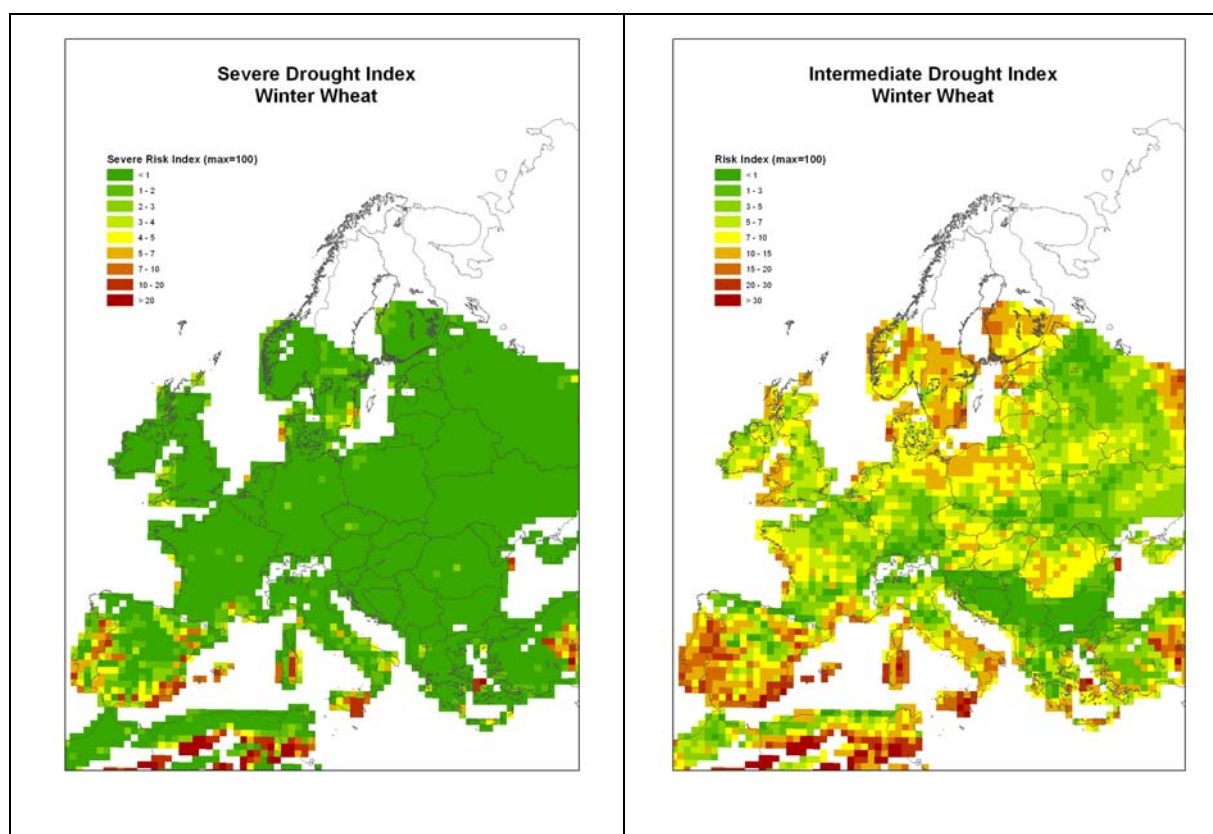 Severe Drought Index
Winter Wheat
Severe Risk Index (max=100)
< 1
1 - 2
2 - 3
3 - 4
4 - 5
5 - 7
7 - 10
10 - 20
> 20
Intermediate Drought Index
Winter Wheat
Risk Index (max=100)
< 1
1 - 3
3 - 5
5 - 7
7 - 10
10 - 15
15 - 20
20 - 30
> 30